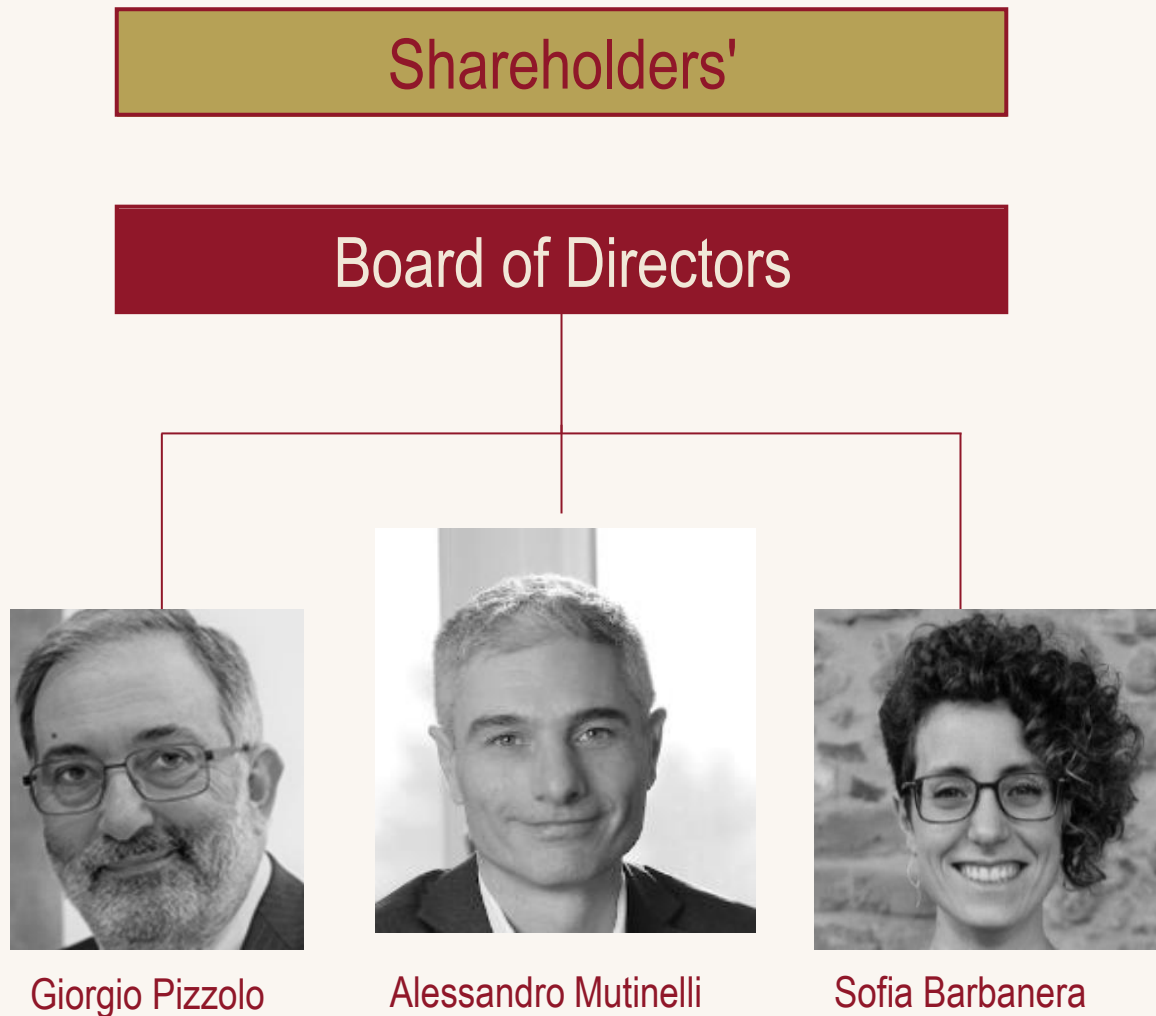 Shareholders'
Board of Directors
Giorgio Pizzolo
Alessandro Mutinelli
Sofia Barbanera